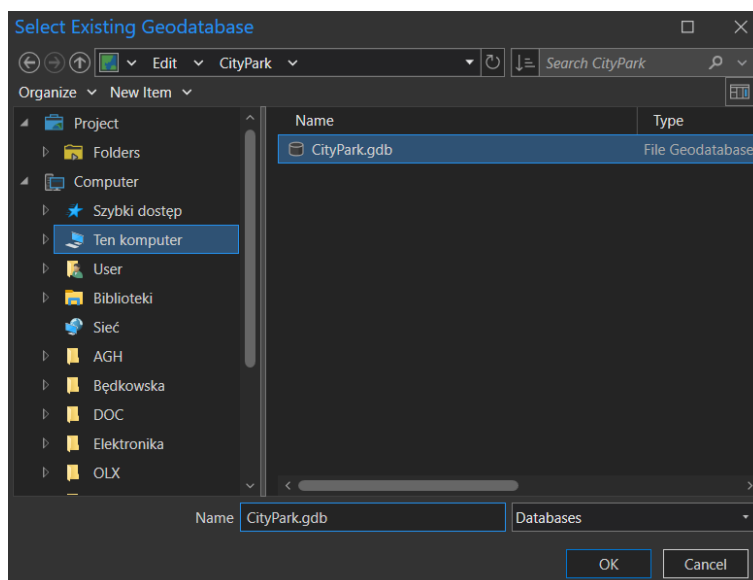 Select Existing Geodatabase
Edit CityPark Search CityPark
Organize New Item
Project
Folders
Computer
Szybki dostęp
Ten komputer
User
Biblioteki
Sieć
AGH
Będkowska
DOC
Elektronika
OLX
Name Type
CityPark.gdb File Geodatabase
Name CityPark.gdb Databases
OK Cancel